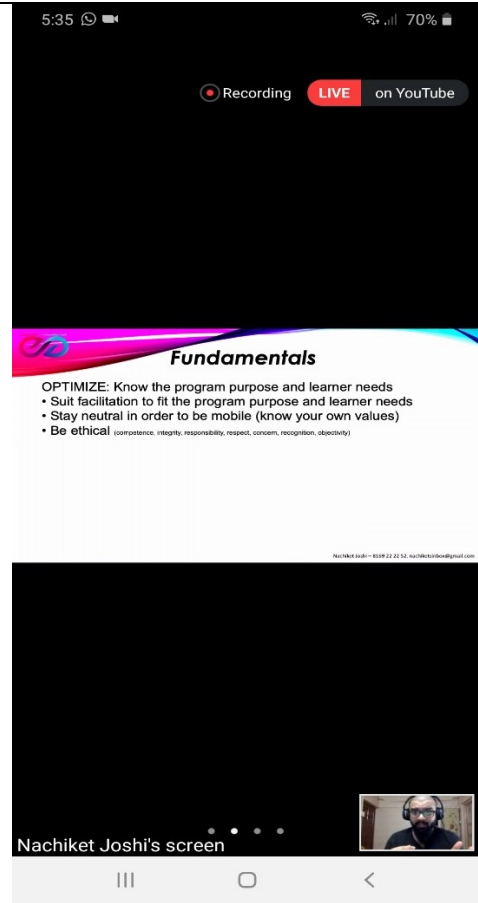 5:35 70%
Recording LIVE on YouTube
Fundamentals
OPTIMIZE: Know the program purpose and learner needs
• Suit facilitation to fit the program purpose and learner needs
• Stay neutral in order to be mobile (know your own values)
• Be ethical (competence, integrity, responsibility, respect, concern, recognition, objectivity)
Nachiket Joshi –
Nachiket Joshi's screen